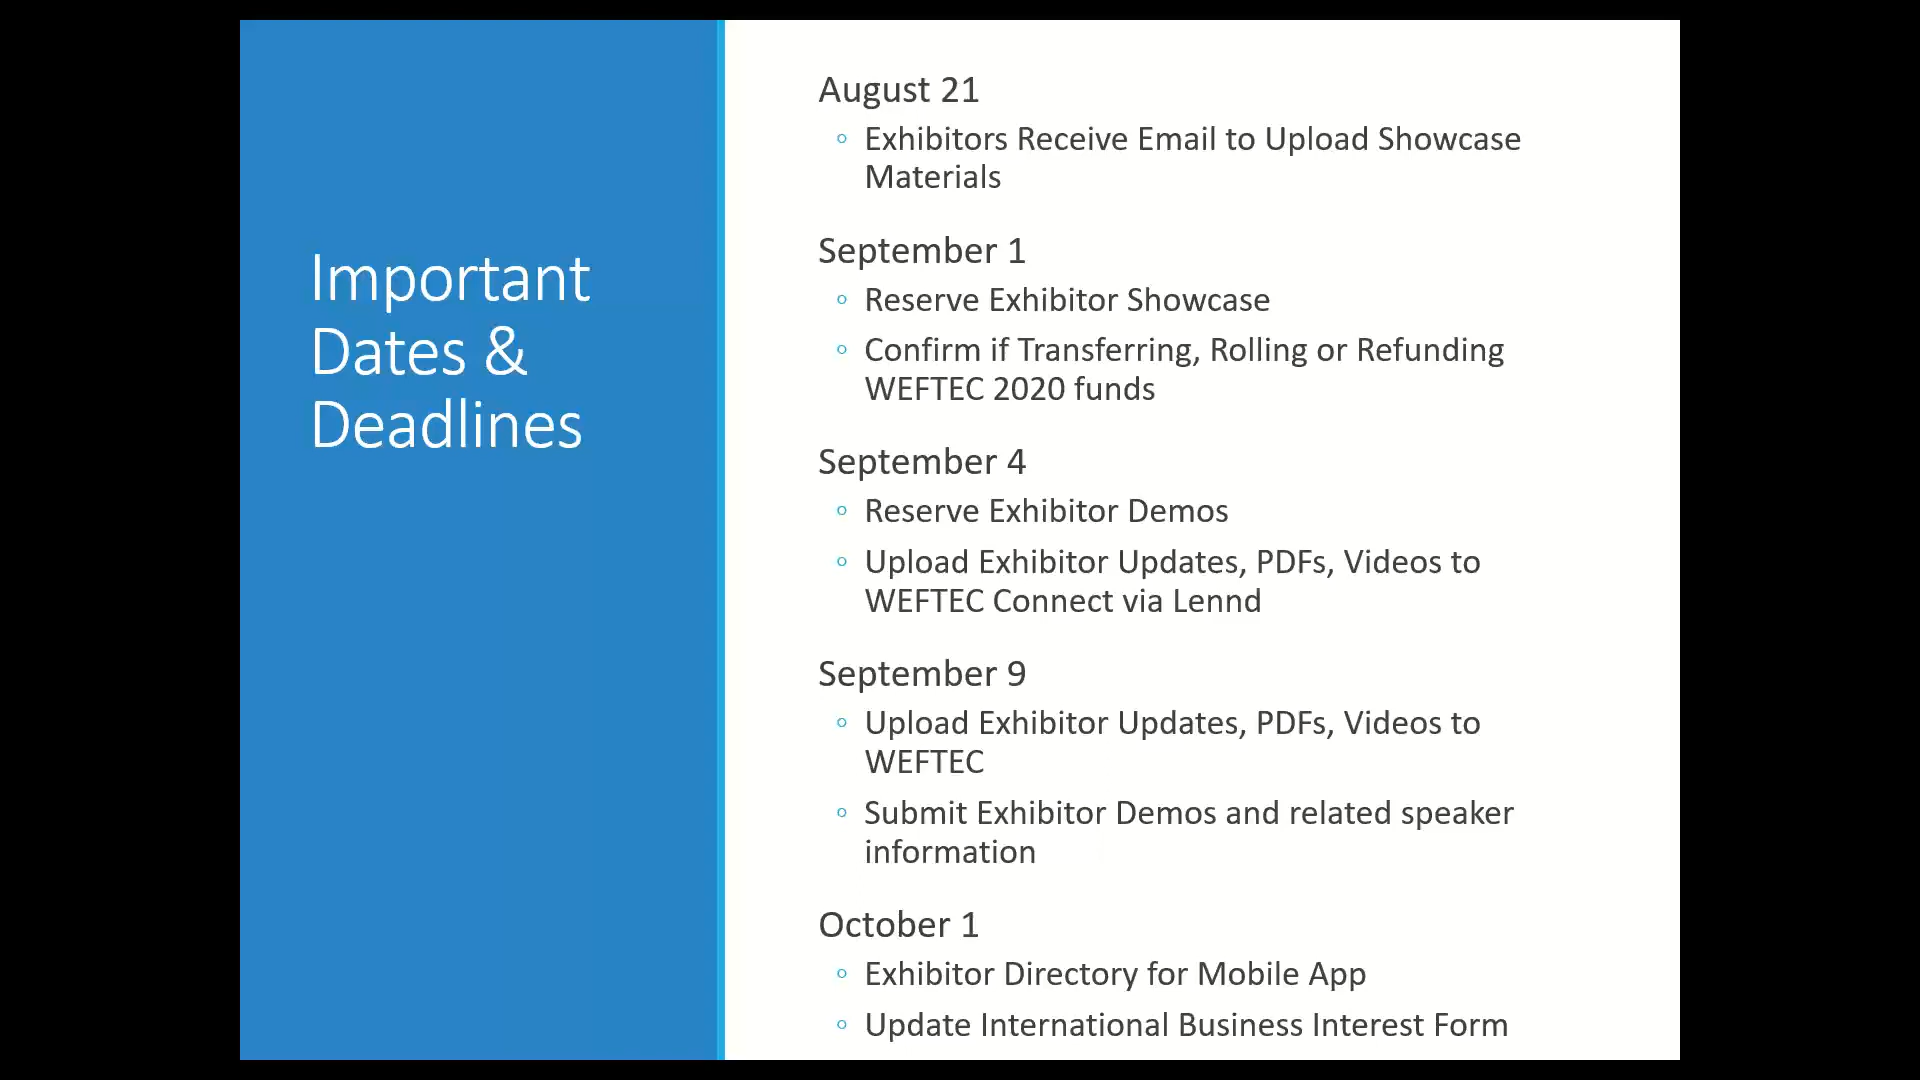 Important
Dates &
Deadlines
August 21
Exhibitors Receive Email to Upload Showcase
Materials
September 1
Reserve Exhibitor Showcase
Confirm if Transferring, Rolling or Refunding
WEFTEC 2020 funds
September 4
Reserve Exhibitor Demos
Upload Exhibitor Updates, PDFs, Videos to
WEFTEC Connect via Lennd
September 9
Upload Exhibitor Updates, PDFs, Videos to
WEFTEC
Submit Exhibitor Demos and related speaker
information
October 1
Exhibitor Directory for Mobile App
Update International Business Interest Form